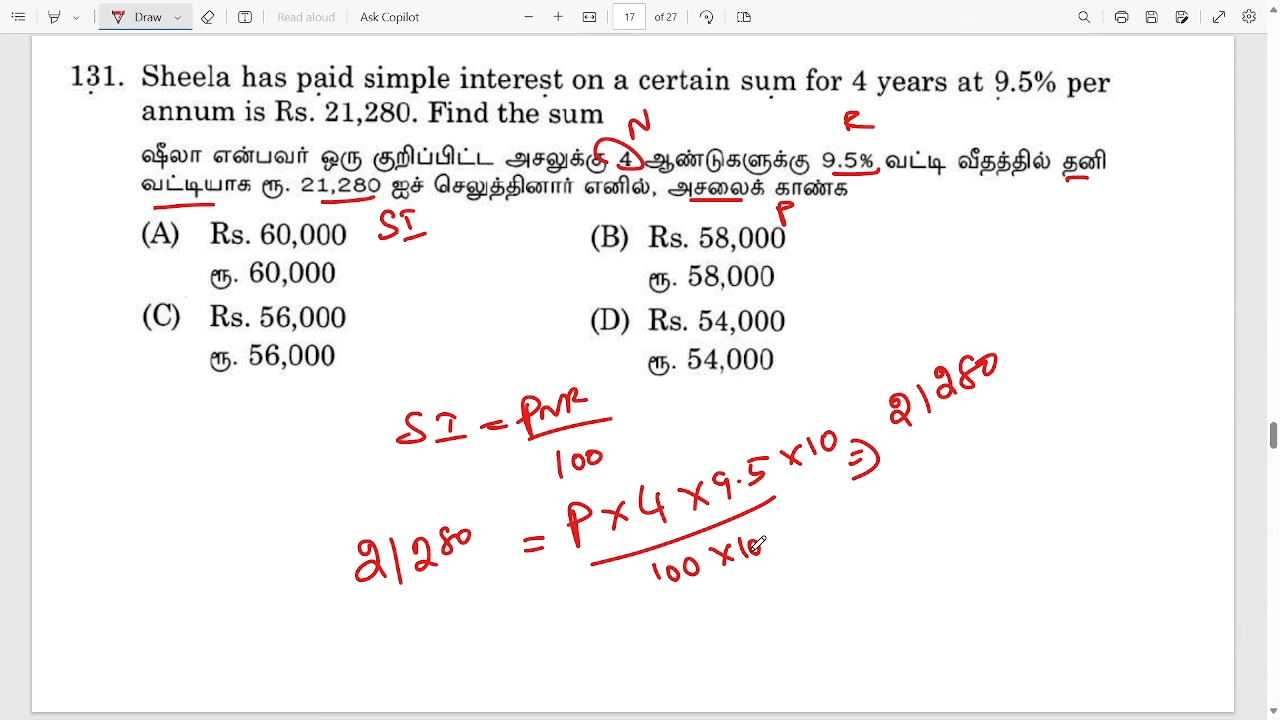 Draw
Read aloud
Ask Copilot
17
of 27
131. Sheela has paid simple interest on a certain sum for 4 years at 9.5% per
annum is Rs. 21,280. Find the sum
N
R
ஷீலா என்பவர் ஒரு குறிப்பிட்ட அசலுக்கு 4 ஆண்டுகளுக்கு 9.5% வட்டி வீதத்தில் தனி
வட்டியாக ரூ. 21,280 ஐச் செலுத்தினார் எனில், அசலைக் காண்க
SI
P
(A) Rs. 60,000
ரூ. 60,000
(B) Rs. 58,000
ரூ. 58,000
(C) Rs. 56,000
ரூ. 56,000
(D) Rs. 54,000
ரூ. 54,000
SI = PNR
100
21280 = P x 4 x 9.5 x 10 => 21280
100 x 10